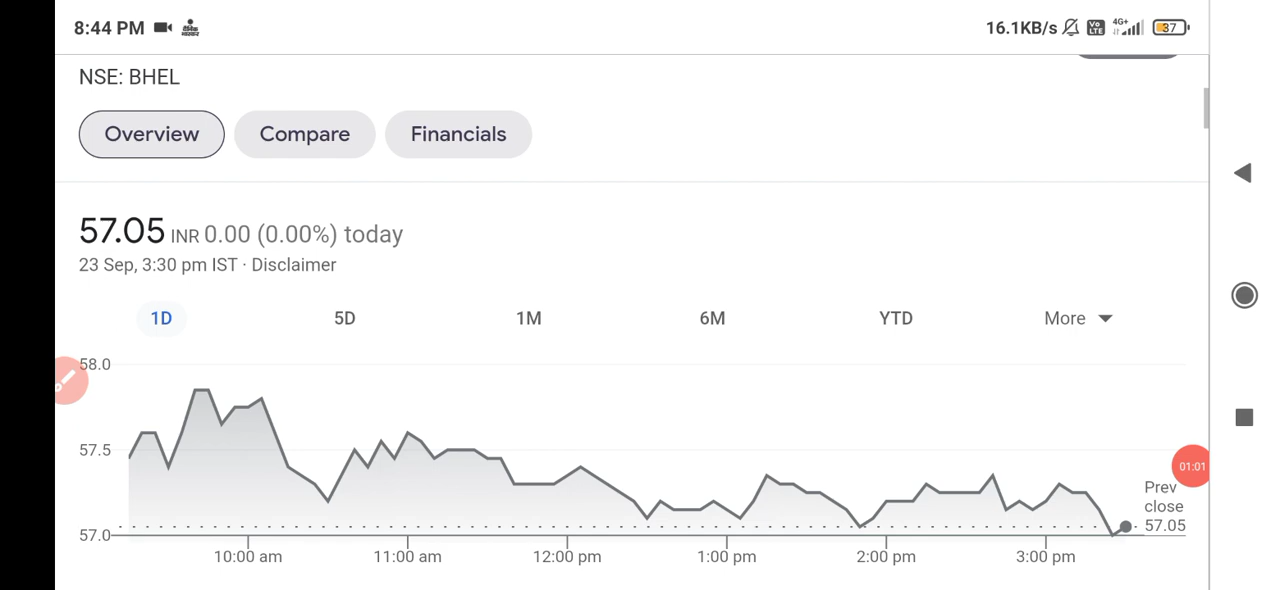 8:44 PM 16.1KB/s Vo LTE 4G+ 37
NSE: BHEL
Overview Compare Financials
57.05 INR 0.00 (0.00%) today
23 Sep, 3:30 pm IST · Disclaimer
1D 5D 1M 6M YTD More
58.0
57.5
01:01
Prev
close
57.05
57.0
10:00 am 11:00 am 12:00 pm 1:00 pm 2:00 pm 3:00 pm